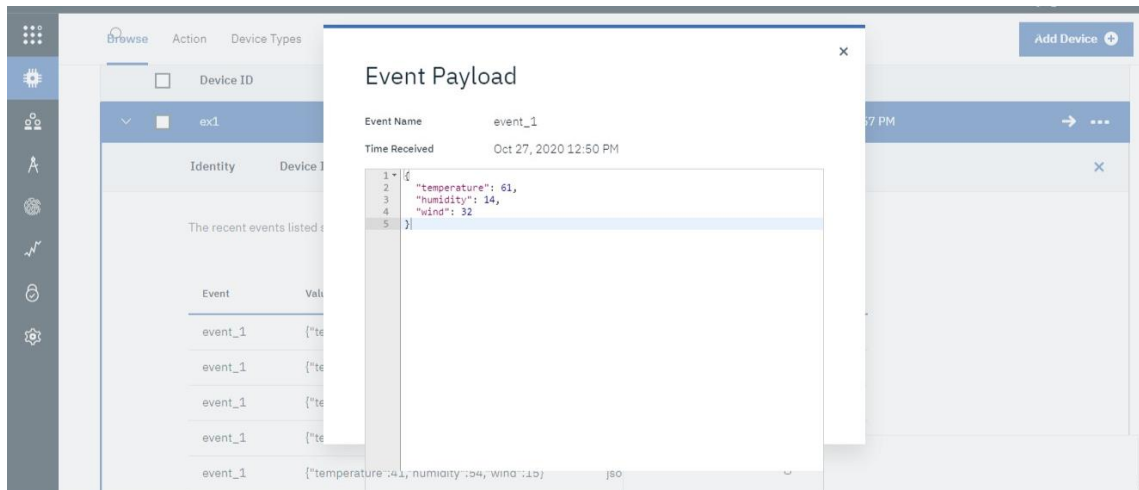 Browse Action Device Types
Add Device
Device ID
ex1
57 PM
Identity Device I
The recent events listed
Event Valu
event_1 {"te
event_1 {"te
event_1 {"te
event_1 {"te
event_1 {"temperature":41,"humidity":54,"wind":15} jso
Event Payload
Event Name event_1
Time Received Oct 27, 2020 12:50 PM
1 {
2 "temperature": 61,
3 "humidity": 14,
4 "wind": 32
5 }